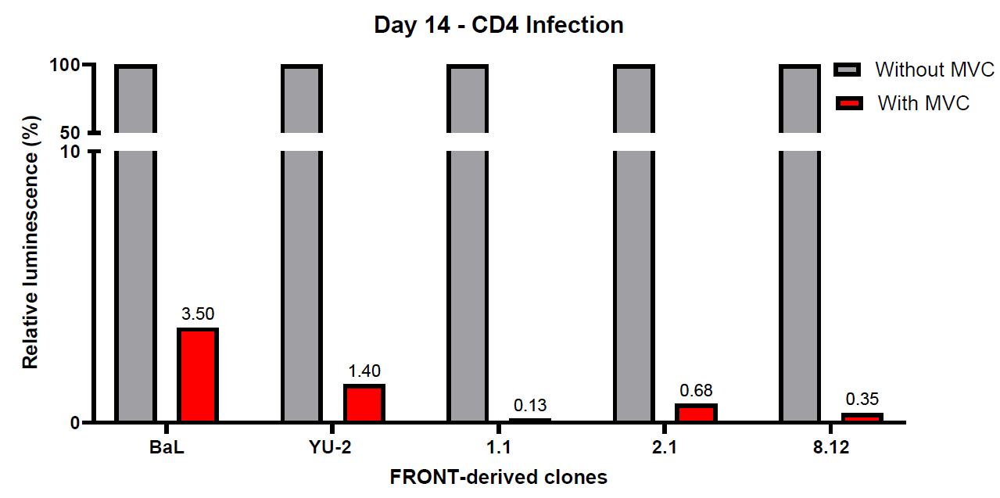 Day 14 - CD4 Infection
Without MVC
With MVC
Relative luminescence (%)
100
50
10
0
3.50
1.40
0.13
0.68
0.35
BaL
YU-2
1.1
2.1
8.12
FRONT-derived clones